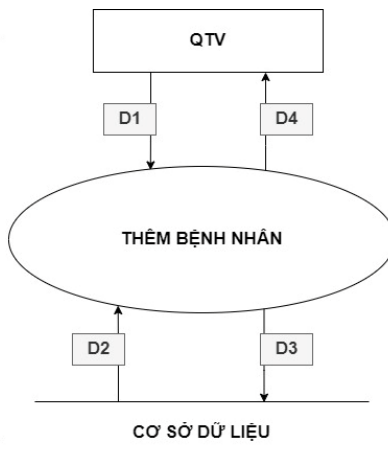 QTV
D1
D4
THÊM BỆNH NHÂN
D2
D3
CƠ SỞ DỮ LIỆU